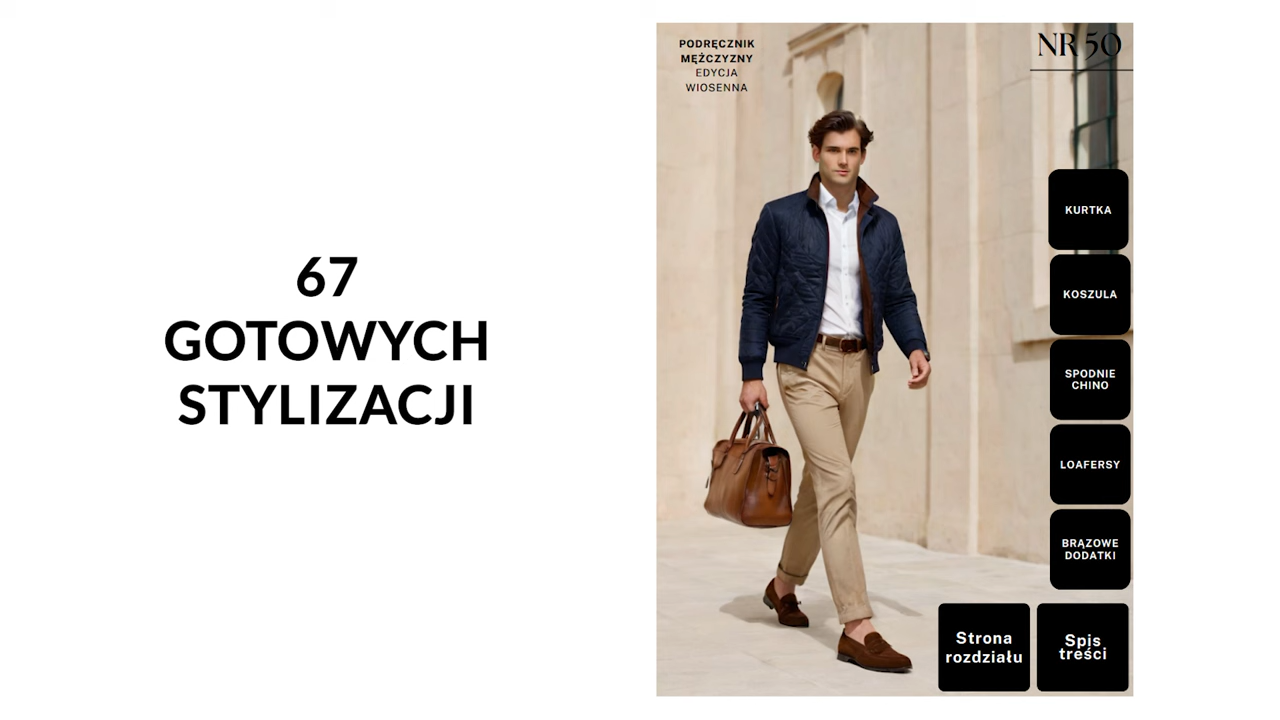 67
GOTOWYCH
STYLIZACJI
PODRĘCZNIK
MĘŻCZYZNY
EDYCJA
WIOSENNA
NR 50
KURTKA
KOSZULA
SPODNIE
CHINO
LOAFERSY
BRĄZOWE
DODATKI
Strona
rozdziału
Spis
treści